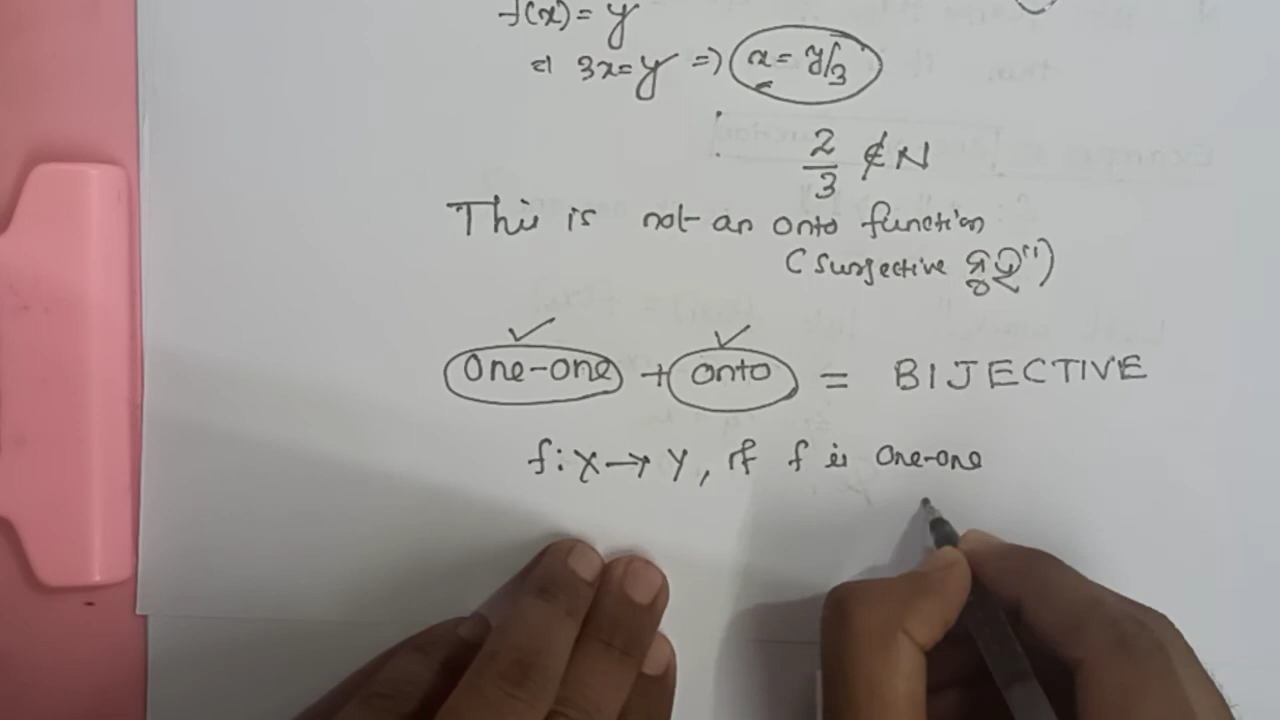 f(x) = y
⇒ 3x = y ⇒ x = y/3
2/3 ∉ N
This is not an onto function
(Surjective ନୁହଁ")
One-one + onto = BIJECTIVE
f: X → Y, if f is one-one